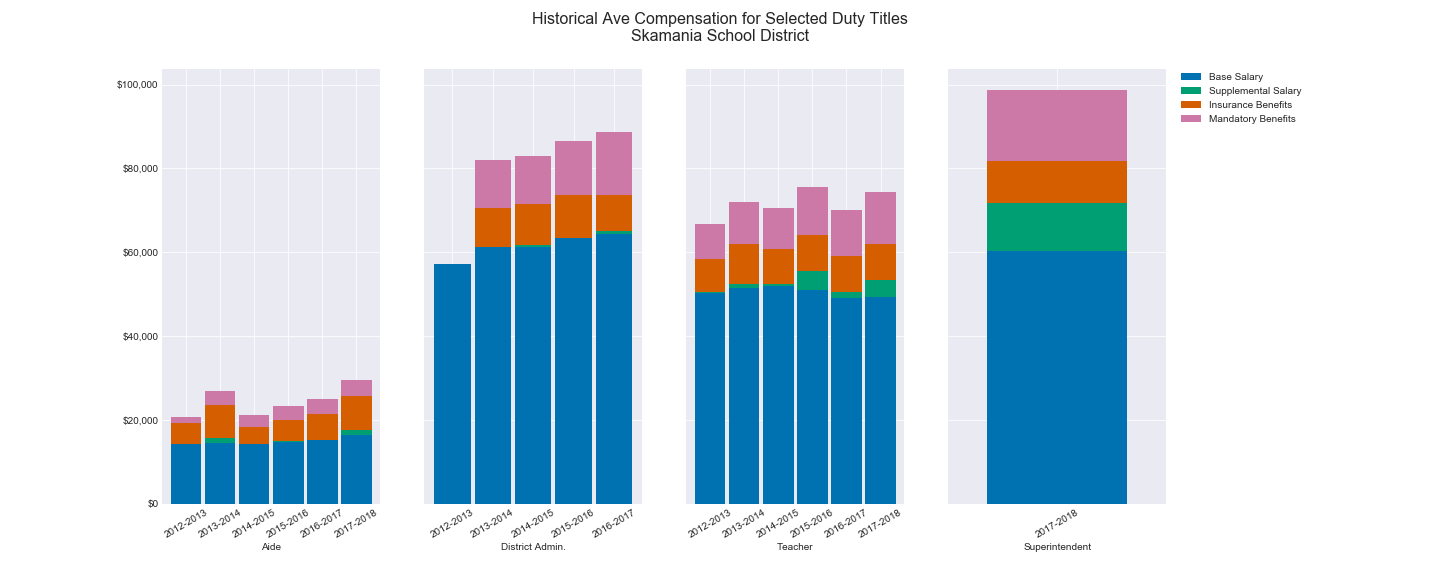 Historical Ave Compensation for Selected Duty Titles
Skamania School District
$100,000
$80,000
$60,000
$40,000
$20,000
$0
2012-2013
2013-2014
2014-2015
2015-2016
2016-2017
2017-2018
Aide
2012-2013
2013-2014
2014-2015
2015-2016
2016-2017
District Admin.
2012-2013
2013-2014
2014-2015
2015-2016
2016-2017
2017-2018
Teacher
2017-2018
Superintendent
Base Salary
Supplemental Salary
Insurance Benefits
Mandatory Benefits